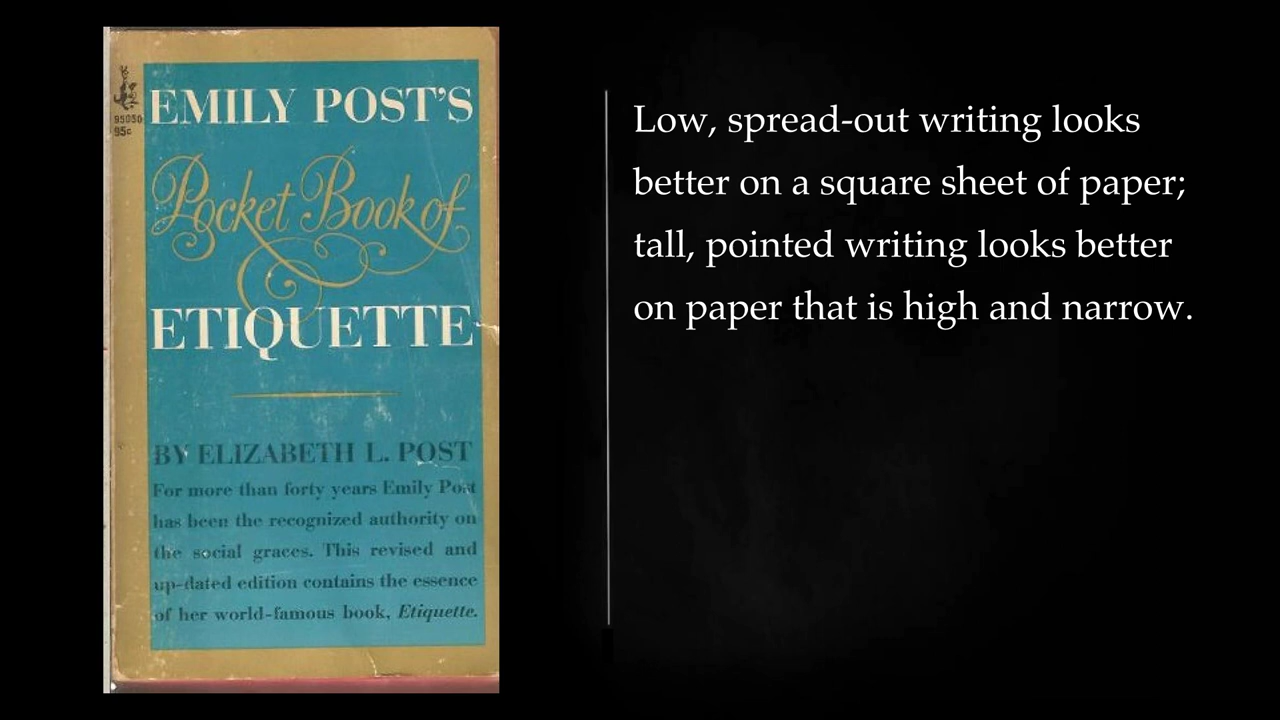 95050
95c
EMILY POST'S
Pocket Book of
ETIQUETTE
BY ELIZABETH L. POST
For more than forty years Emily Post
has been the recognized authority on
the social graces. This revised and
up-dated edition contains the essence
of her world-famous book, Etiquette.
Low, spread-out writing looks
better on a square sheet of paper;
tall, pointed writing looks better
on paper that is high and narrow.